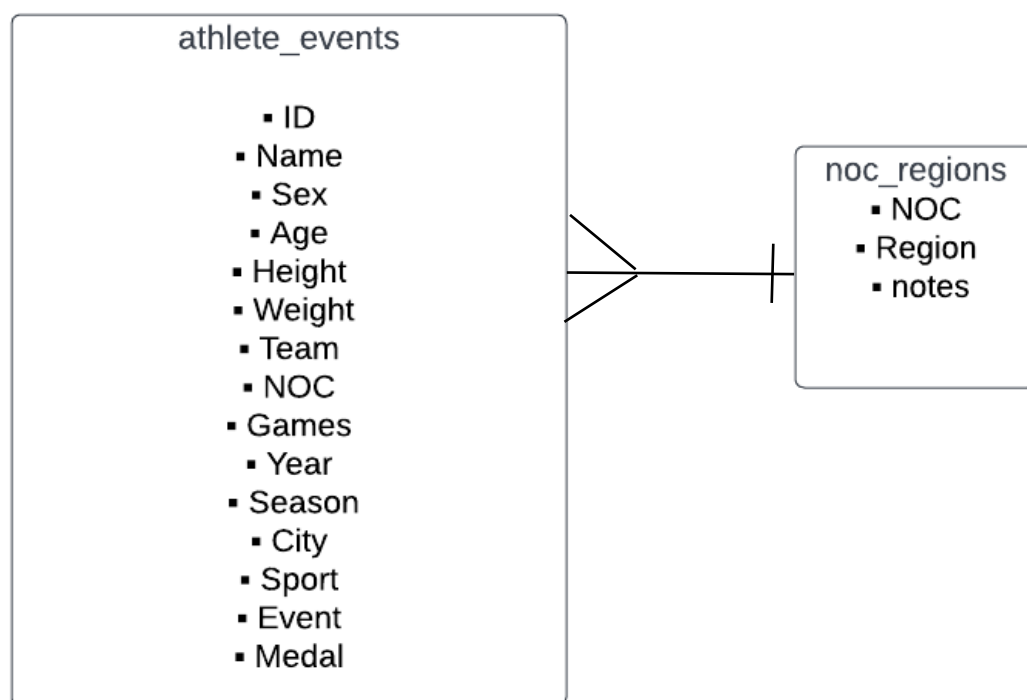 athlete_events
▪ ID
▪ Name
▪ Sex
▪ Age
▪ Height
▪ Weight
▪ Team
▪ NOC
▪ Games
▪ Year
▪ Season
▪ City
▪ Sport
▪ Event
▪ Medal
noc_regions
▪ NOC
▪ Region
▪ notes